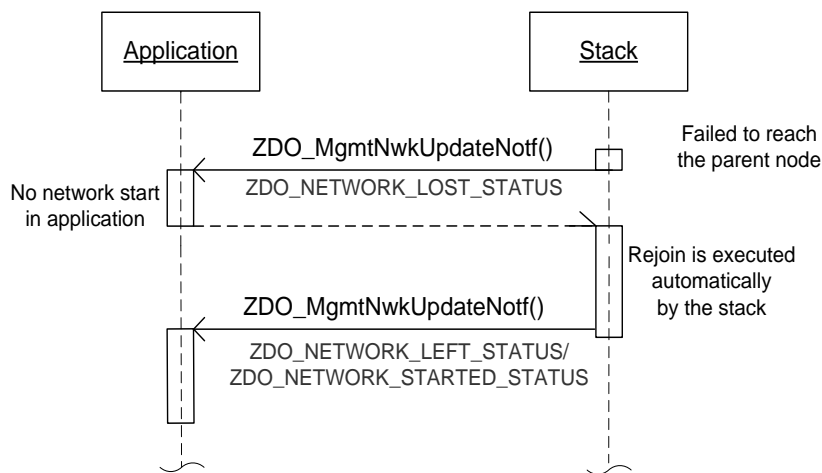 Application
Stack
ZDO_MgmtNwkUpdateNotf()
Failed to reach
the parent node
ZDO_NETWORK_LOST_STATUS
No network start
in application
Rejoin is executed
automatically
by the stack
ZDO_MgmtNwkUpdateNotf()
ZDO_NETWORK_LEFT_STATUS/
ZDO_NETWORK_STARTED_STATUS